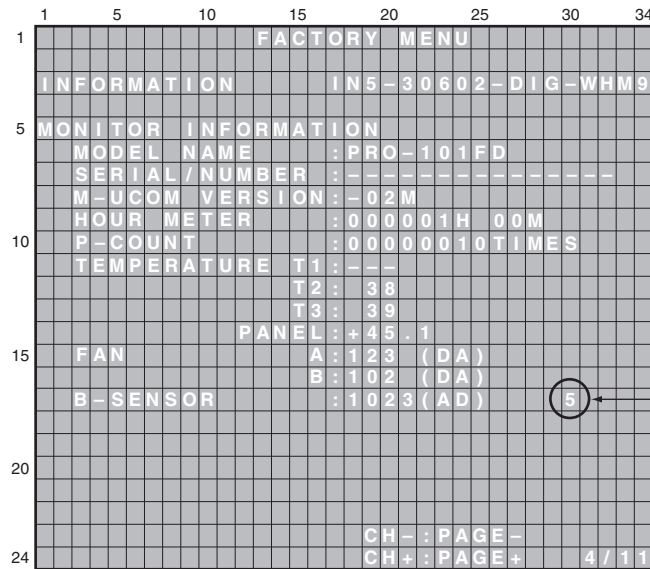 1 5 10 15 20 25 30 34
1 FACTORY MENU
INFORMATION IN5-30602-DIG-WHM9
5 MONITOR INFORMATION
MODEL NAME :PRO-101FD
SERIAL/NUMBER :---------------
M-UCOM VERSION:-02M
HOUR METER :000001H 00M
10 P-COUNT :00000010TIMES
TEMPERATURE T1:---
T2: 38
T3: 39
PANEL:+45.1
15 FAN A:123 (DA)
B:102 (DA)
B-SENSOR :1023(AD) 5
20
CH-:PAGE-
24 CH+:PAGE+ 4/11